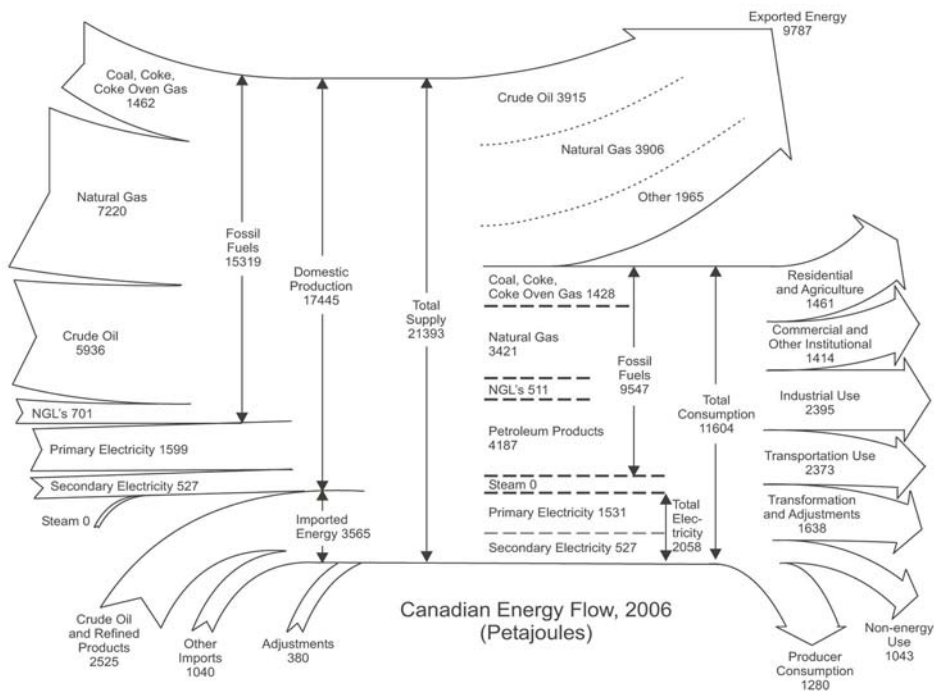 Exported Energy
9787
Coal, Coke,
Coke Oven Gas
1462
Crude Oil 3915
Natural Gas 3906
Other 1965
Natural Gas
7220
Fossil
Fuels
15319
Domestic
Production
17445
Total
Supply
21393
Coal, Coke,
Coke Oven Gas 1428
Natural Gas
3421
NGL's 511
Petroleum Products
4187
Fossil
Fuels
9547
Total
Consumption
11604
Residential
and Agriculture
1461
Commercial and
Other Institutional
1414
Industrial Use
2395
Transportation Use
2373
Transformation
and Adjustments
1638
Crude Oil
5936
NGL's 701
Primary Electricity 1599
Secondary Electricity 527
Steam 0
Imported
Energy 3565
Steam 0
Primary Electricity 1531
Secondary Electricity 527
Total
Elec-
tricity
2058
Crude Oil
and Refined
Products
2525
Other
Imports
1040
Adjustments
380
Canadian Energy Flow, 2006
(Petajoules)
Producer
Consumption
1280
Non-energy
Use
1043